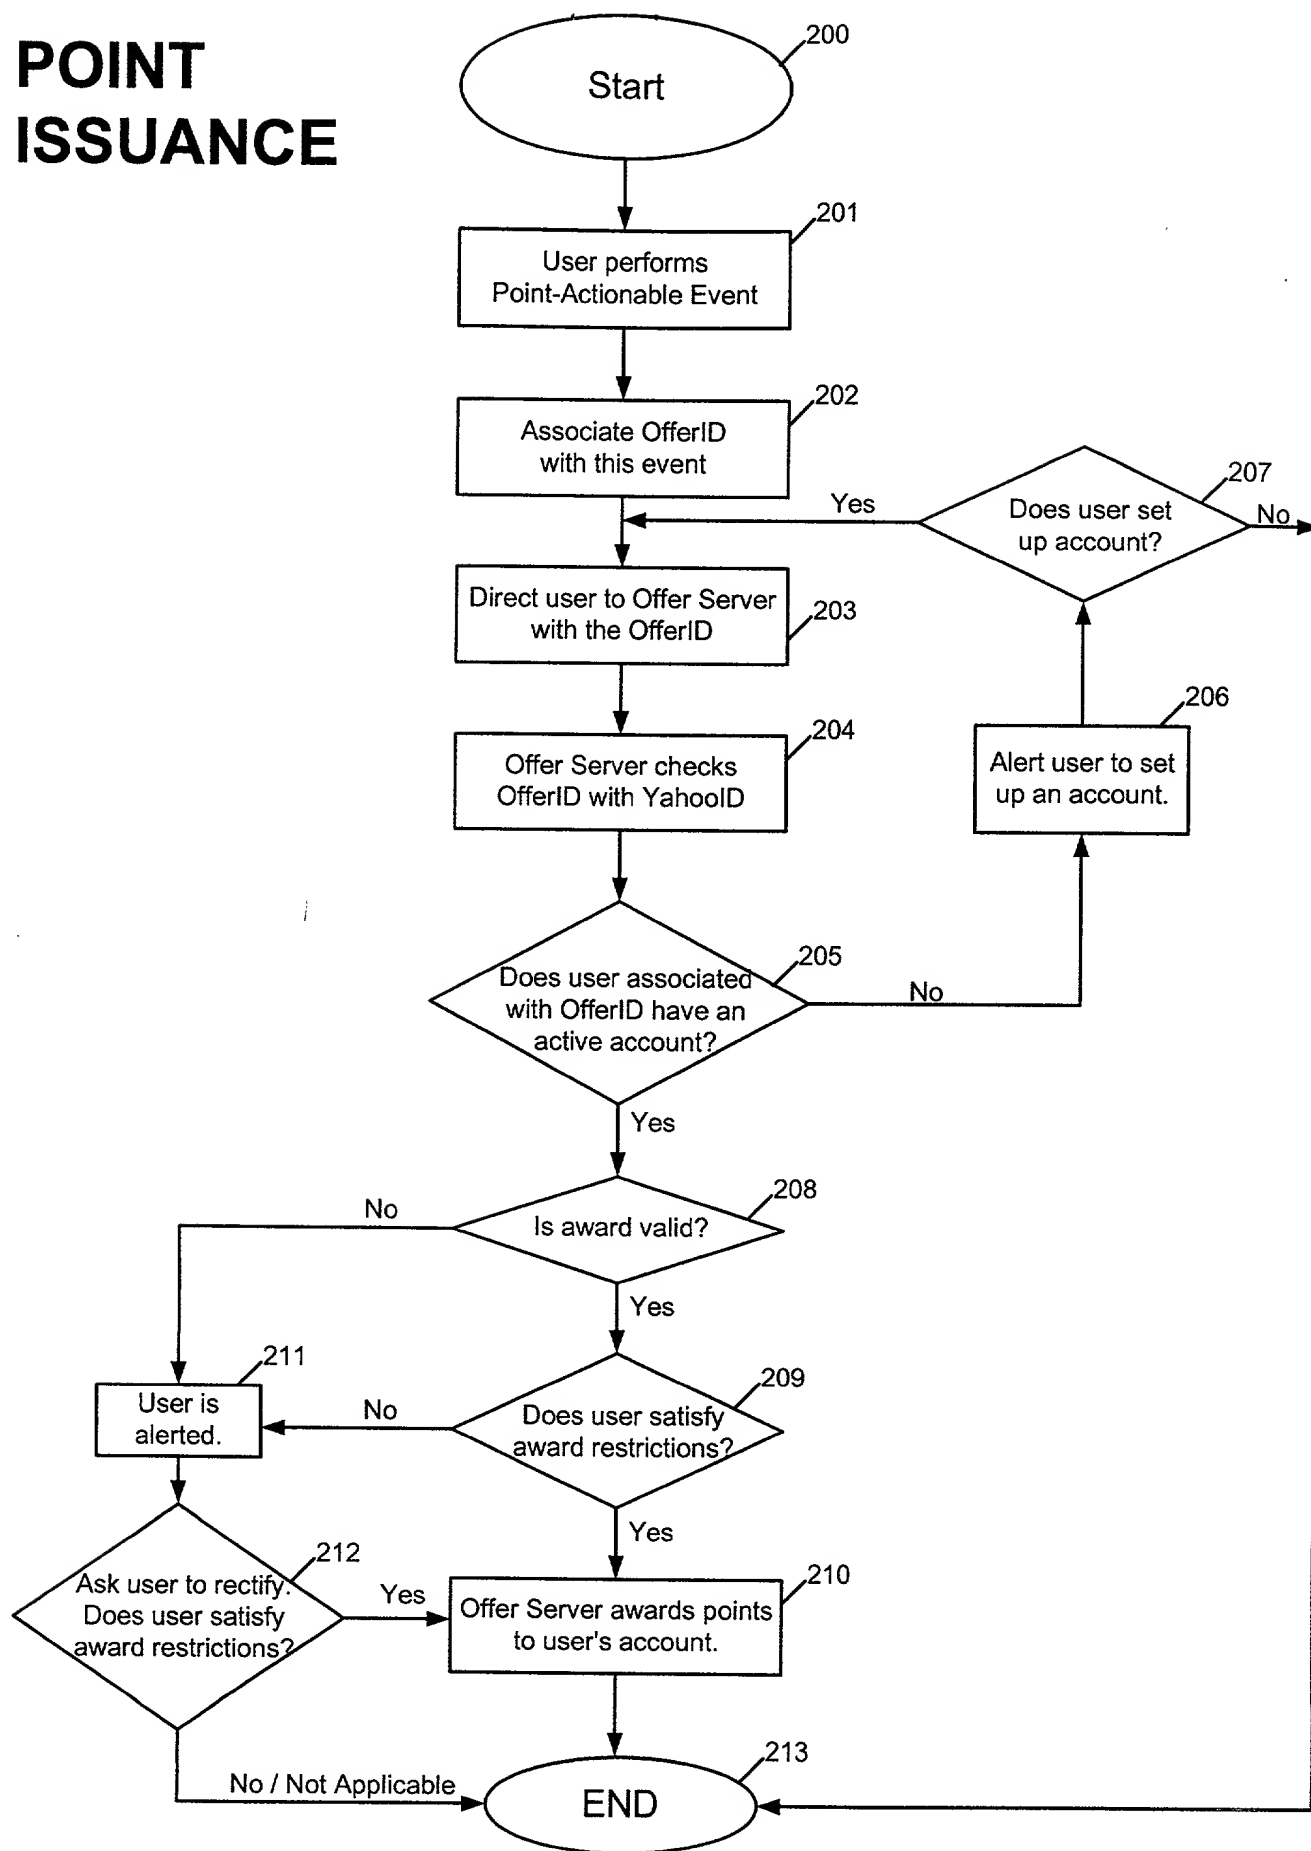 POINT
ISSUANCE
200
Start
201
User performs
Point-Actionable Event
202
Associate OfferID
with this event
207
Yes
Does user set
up account?
No
Direct user to Offer Server
with the OfferID
203
206
204
Offer Server checks
OfferID with YahooID
Alert user to set
up an account.
205
Does user associated
with OfferID have an
active account?
No
Yes
208
No
Is award valid?
Yes
211
User is
alerted.
209
No
Does user satisfy
award restrictions?
Yes
212
Ask user to rectify.
Does user satisfy
award restrictions?
Yes
210
Offer Server awards points
to user's account.
213
No / Not Applicable
END